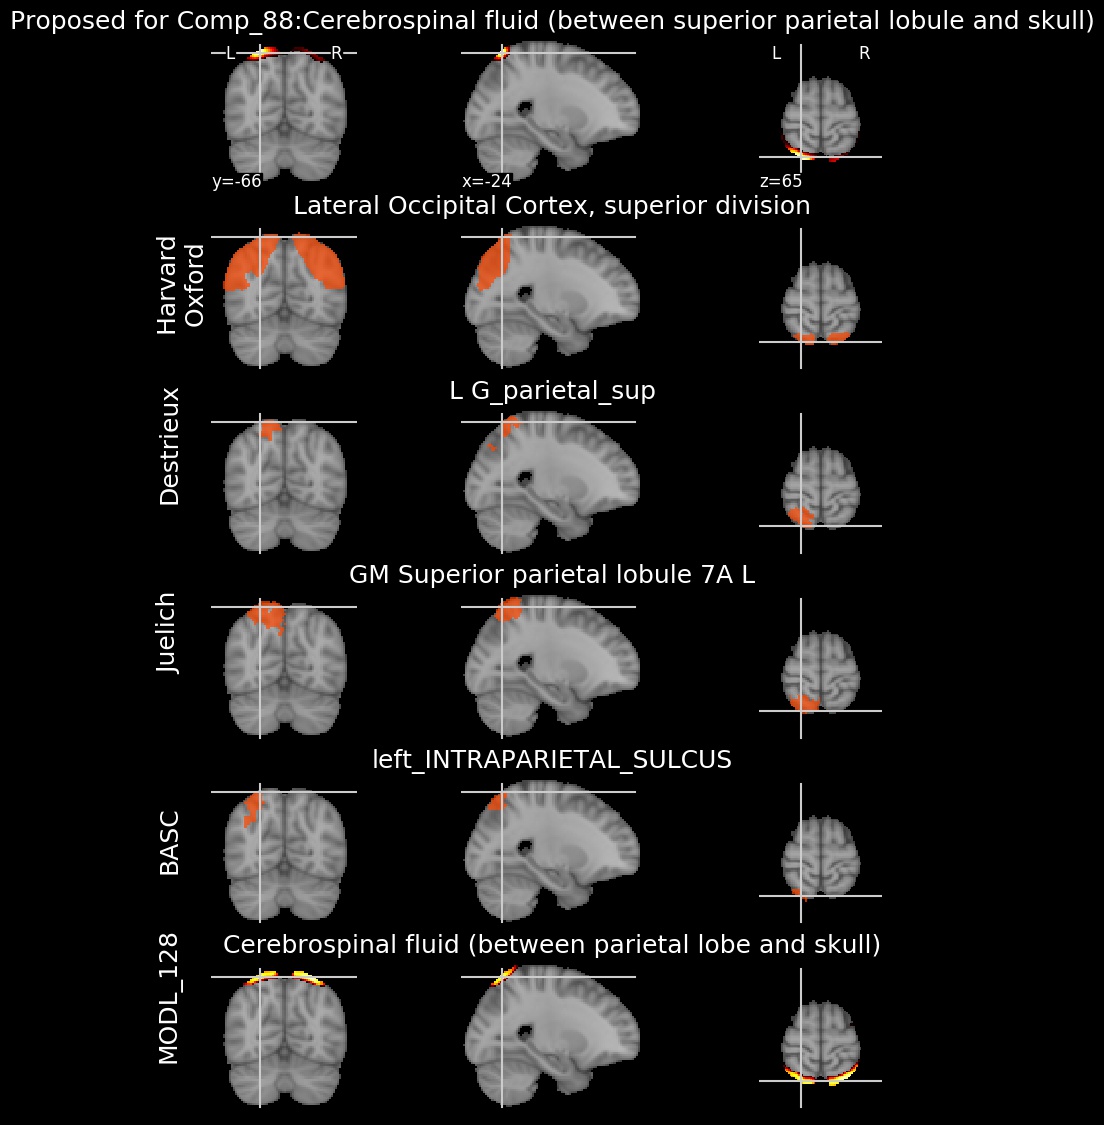 Proposed for Comp_88:Cerebrospinal fluid (between superior parietal lobule and skull)
L R L R
y=-66 x=-24 z=65
Lateral Occipital Cortex, superior division
Harvard
Oxford
L G_parietal_sup
Destrieux
GM Superior parietal lobule 7A L
Juelich
left_INTRAPARIETAL_SULCUS
BASC
Cerebrospinal fluid (between parietal lobe and skull)
MODL_128